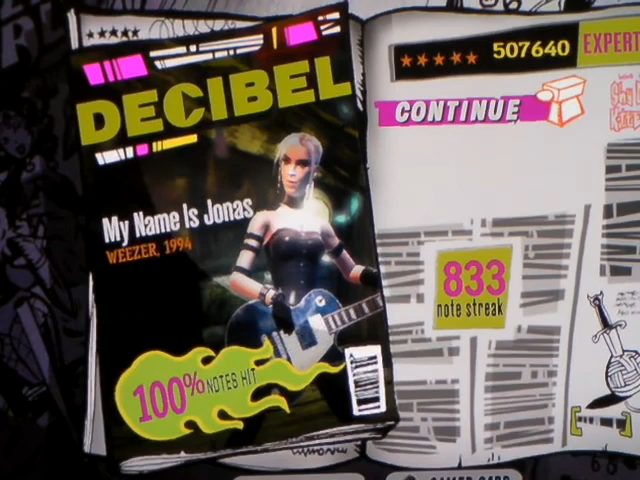 DECIBEL
My Name Is Jonas
WEEZER, 1994
100% NOTES HIT
507640 EXPERT
CONTINUE
833
note streak